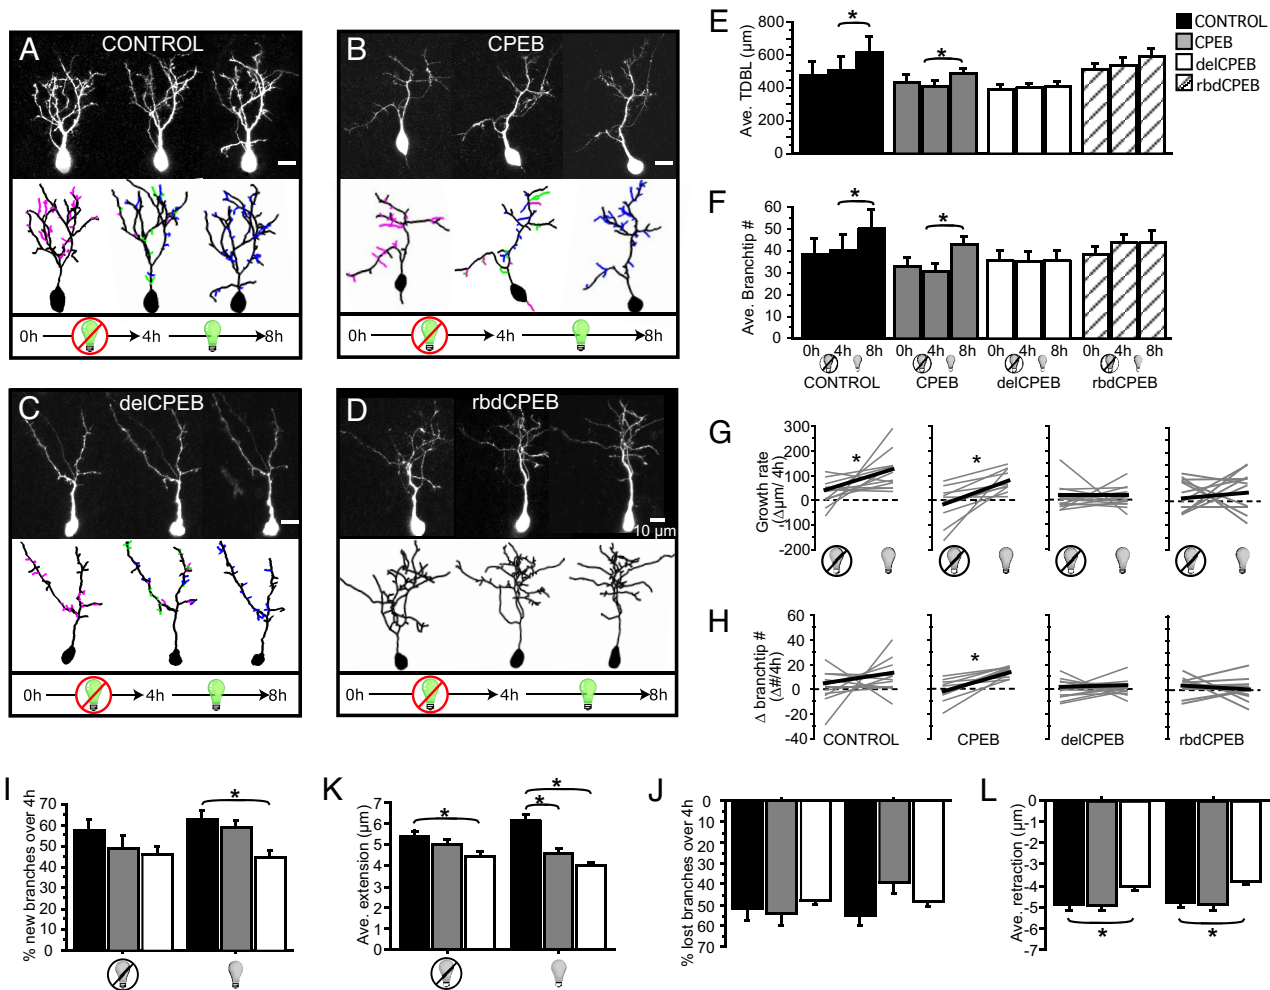 A CONTROL
0h 4h 8h
B CPEB
0h 4h 8h
C delCPEB
0h 4h 8h
D rbdCPEB
10 µm
0h 4h 8h
E
Ave. TDBL (µm)
800
600
400
200
0
*
*
CONTROL
CPEB
delCPEB
rbdCPEB
F
Ave. Branchtip #
60
50
40
30
20
10
0
*
*
0h 4h 8h 0h 4h 8h 0h 4h 8h 0h 4h 8h
CONTROL CPEB delCPEB rbdCPEB
G
Growth rate
(Δµm/ 4h)
300
200
100
0
-100
-200
*
*
H
Δ branchtip #
(Δ#/4h)
60
40
20
0
-20
-40
*
CONTROL CPEB delCPEB rbdCPEB
I
% new branches over 4h
70
60
50
40
30
20
10
0
*
K
Ave. extension (µm)
7
6
5
4
3
2
1
0
*
*
*
J
% lost branches over 4h
0
10
20
30
40
50
60
70
L
Ave. retraction (µm)
0
-1
-2
-3
-4
-5
-6
-7
*
*